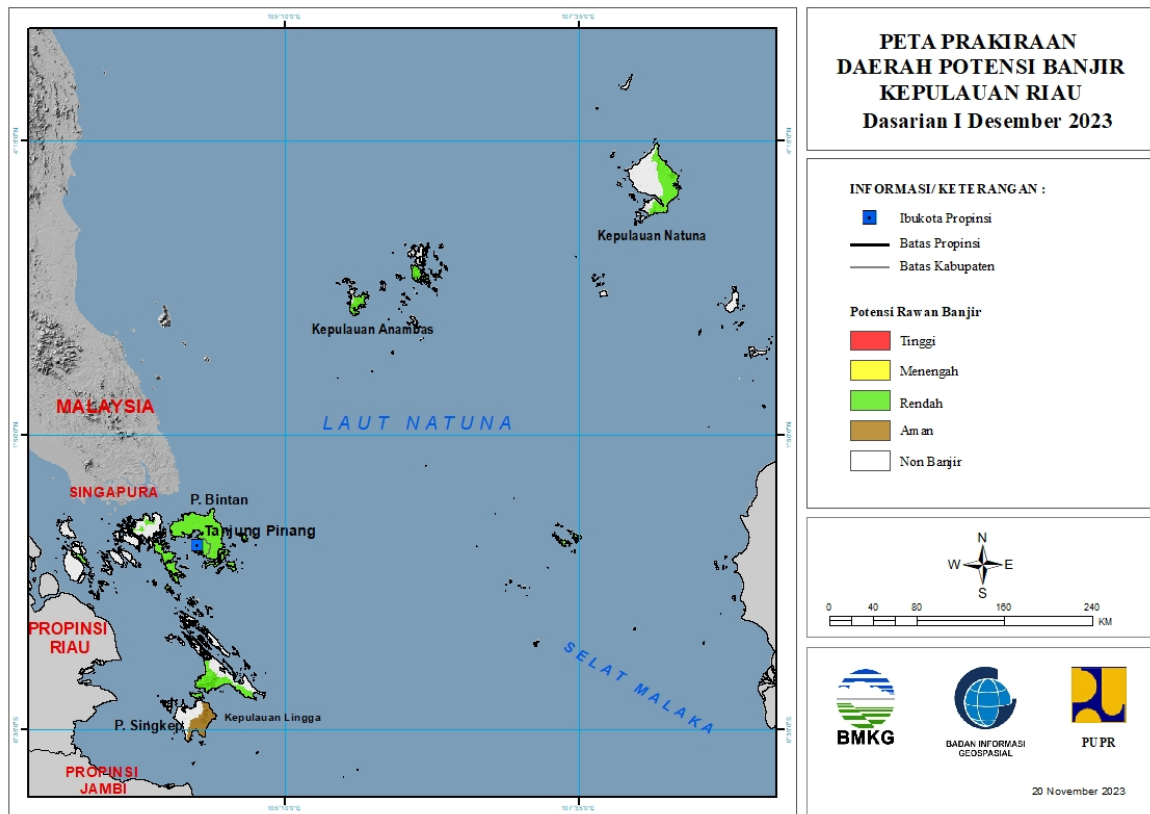 PETA PRAKIRAAN
DAERAH POTENSI BANJIR
KEPULAUAN RIAU
Dasarian I Desember 2023
INFORMASI/ KETERANGAN :
Ibukota Propinsi
Batas Propinsi
Batas Kabupaten
Potensi Rawan Banjir
Tinggi
Menengah
Rendah
Aman
Non Banjir
N
W E
S
0 40 80 160 240
KM
BMKG
BADAN INFORMASI
GEOSPASIAL
PUPR
20 November 2023
Kepulauan Natuna
Kepulauan Anambas
MALAYSIA
LAUT NATUNA
SINGAPURA
P. Bintan
Tanjung Pinang
PROPINSI
RIAU
SELAT MALAKA
P. Singkep
Kepulauan Lingga
PROPINSI
JAMBI